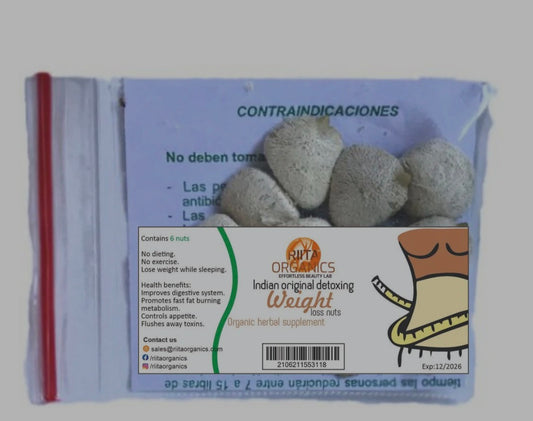 CONTRAINDICACIONES
No deben toma
- Las pe
antibió
- Las
Contains 6 nuts
No dieting.
No exercise.
Lose weight while sleeping.
Health benefits:
Improves digestive system.
Promotes fast fat burning
metabolism.
Controls appetite.
Flushes away toxins.
Contact us
sales@riitaorganics.com
/riitaorganics
/riitaorganics
RIITA
ORGANICS
EFFORTLESS BEAUTY LAB
Indian original detoxing
&
Weight
loss nuts
Organic herbal supplement
2106211553118
Exp:12/2026
tiempo las personas reducirán entre 7 a 15 libras de